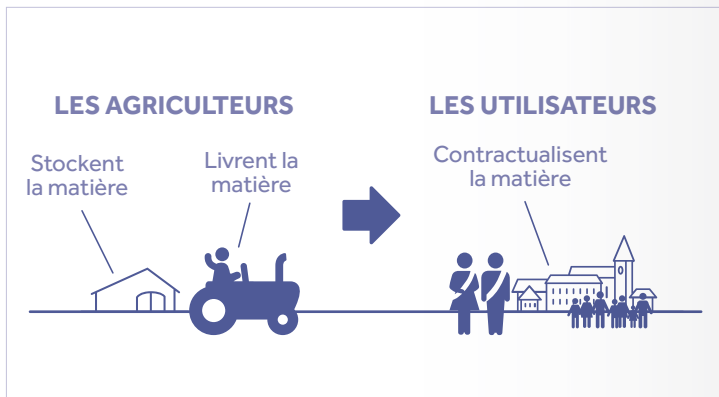 LES AGRICULTEURS
Stockent
la matière
Livrent la
matière
LES UTILISATEURS
Contractualisent
la matière